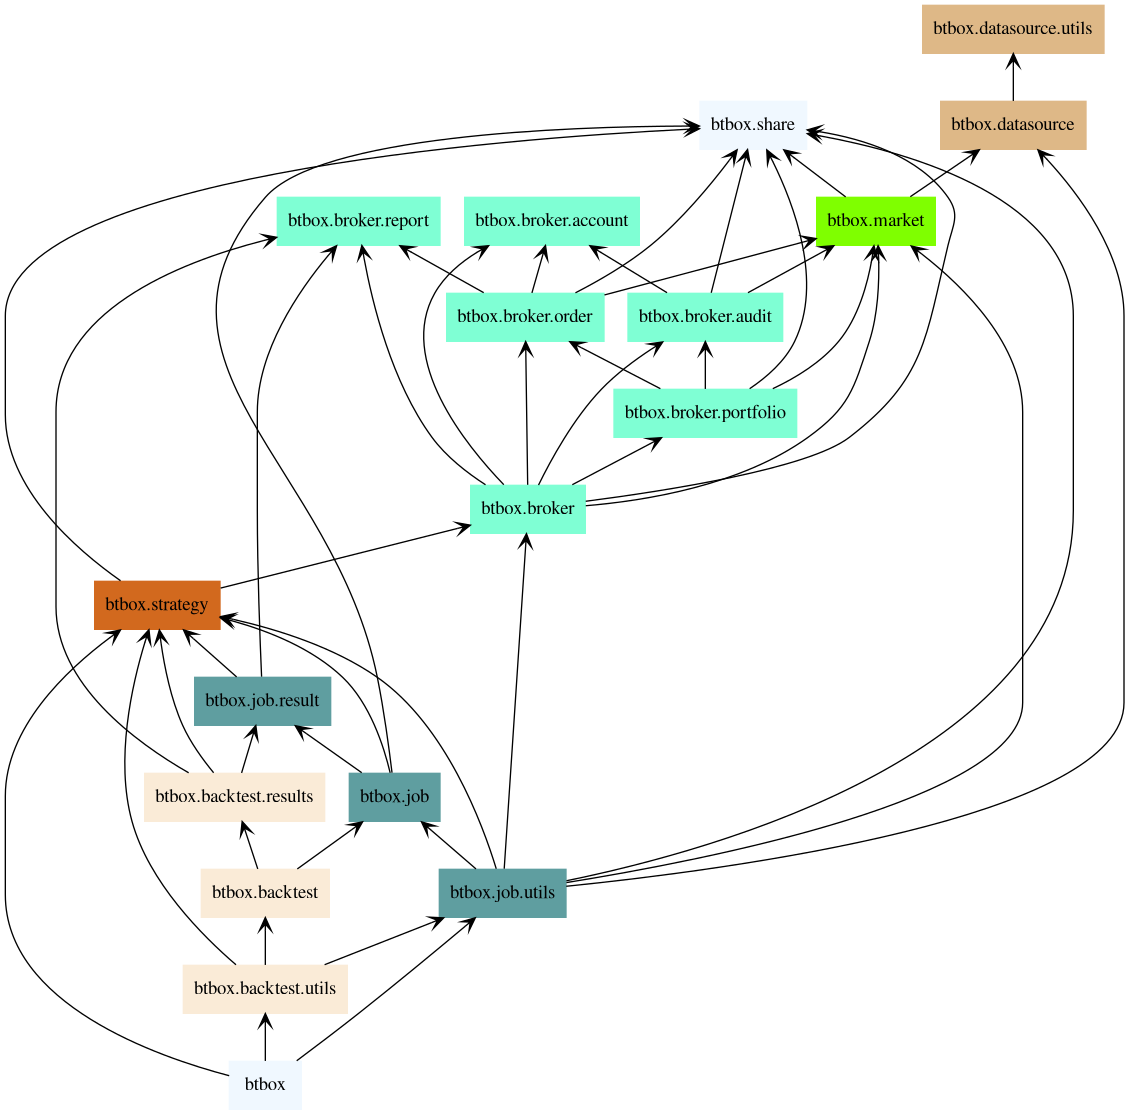 btbox.datasource.utils
btbox.share
btbox.datasource
btbox.broker.report
btbox.broker.account
btbox.market
btbox.broker.order
btbox.broker.audit
btbox.broker.portfolio
btbox.broker
btbox.strategy
btbox.job.result
btbox.backtest.results
btbox.job
btbox.backtest
btbox.job.utils
btbox.backtest.utils
btbox